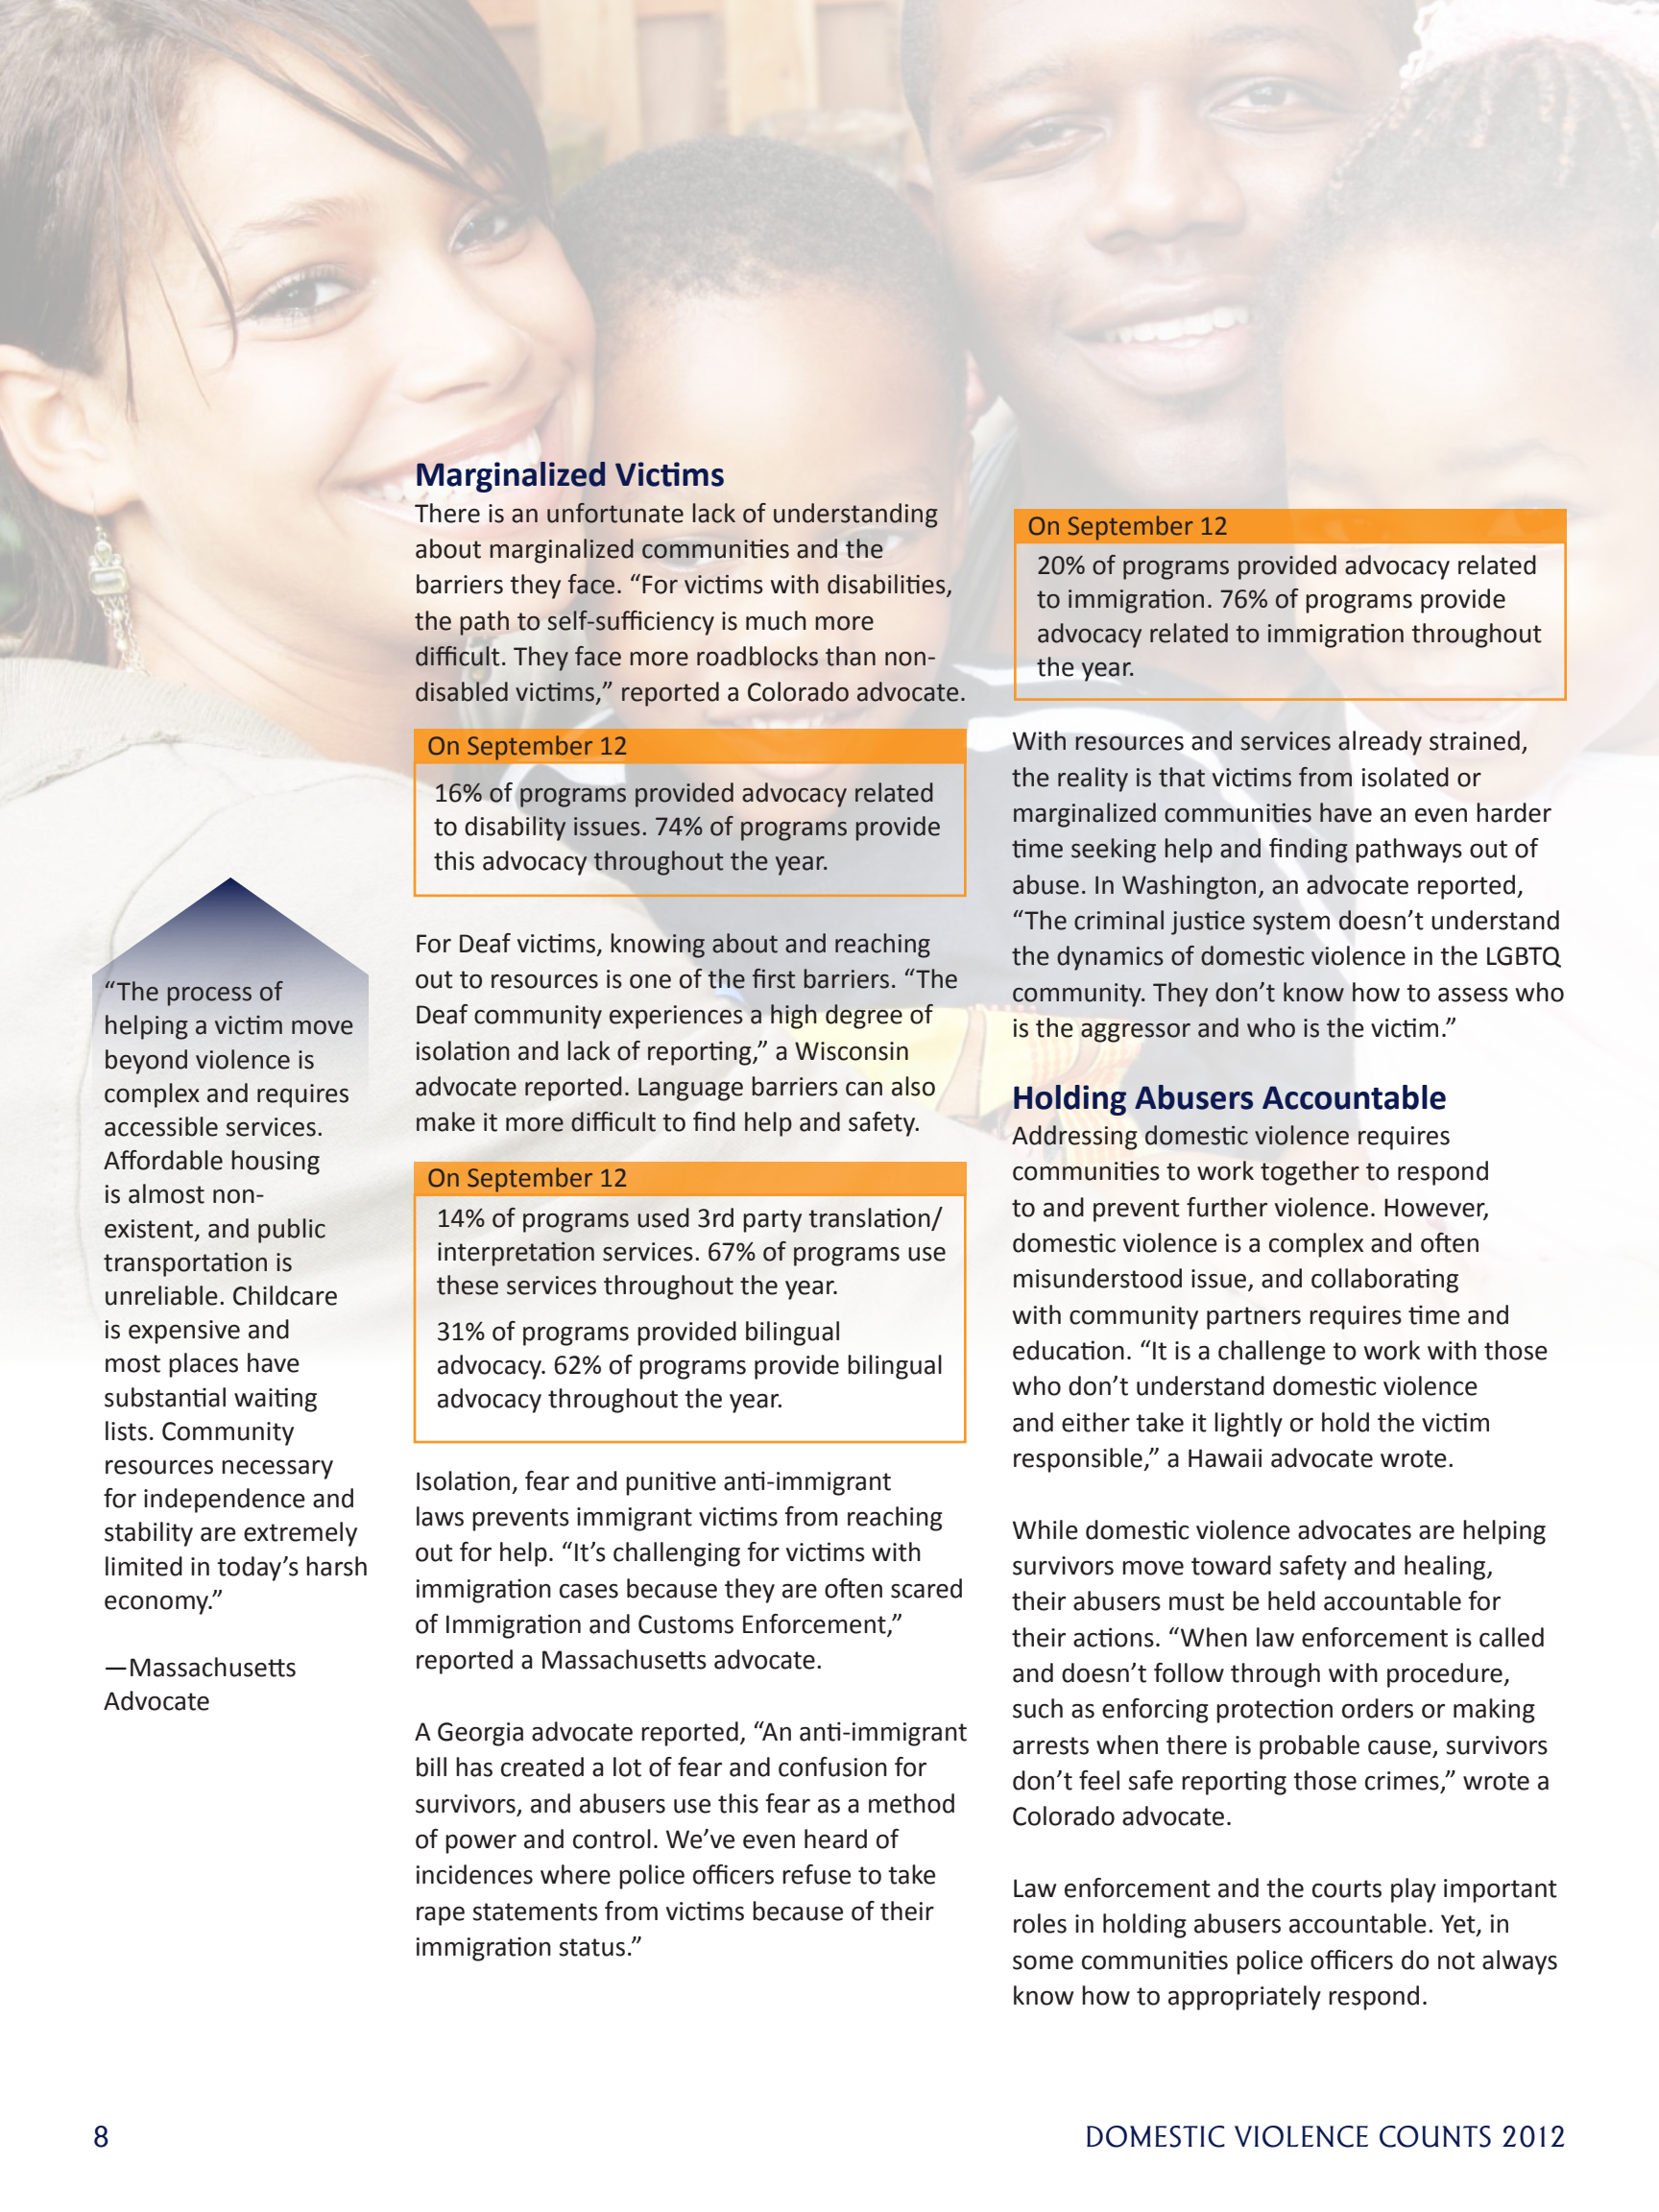 Marginalized Victims
There is an unfortunate lack of understanding
about marginalized communities and the
barriers they face. “For victims with disabilities,
the path to self-sufficiency is much more
difficult. They face more roadblocks than non-
disabled victims,” reported a Colorado advocate.
On September 12
16% of programs provided advocacy related
to disability issues. 74% of programs provide
this advocacy throughout the year.
For Deaf victims, knowing about and reaching
out to resources is one of the first barriers. “The
Deaf community experiences a high degree of
isolation and lack of reporting,” a Wisconsin
advocate reported. Language barriers can also
make it more difficult to find help and safety.
On September 12
14% of programs used 3rd party translation/
interpretation services. 67% of programs use
these services throughout the year.
31% of programs provided bilingual
advocacy. 62% of programs provide bilingual
advocacy throughout the year.
Isolation, fear and punitive anti-immigrant
laws prevents immigrant victims from reaching
out for help. “It’s challenging for victims with
immigration cases because they are often scared
of Immigration and Customs Enforcement,”
reported a Massachusetts advocate.
A Georgia advocate reported, “An anti-immigrant
bill has created a lot of fear and confusion for
survivors, and abusers use this fear as a method
of power and control. We’ve even heard of
incidences where police officers refuse to take
rape statements from victims because of their
immigration status.”
On September 12
20% of programs provided advocacy related
to immigration. 76% of programs provide
advocacy related to immigration throughout
the year.
With resources and services already strained,
the reality is that victims from isolated or
marginalized communities have an even harder
time seeking help and finding pathways out of
abuse. In Washington, an advocate reported,
“The criminal justice system doesn’t understand
the dynamics of domestic violence in the LGBTQ
community. They don’t know how to assess who
is the aggressor and who is the victim.”
Holding Abusers Accountable
Addressing domestic violence requires
communities to work together to respond
to and prevent further violence. However,
domestic violence is a complex and often
misunderstood issue, and collaborating
with community partners requires time and
education. “It is a challenge to work with those
who don’t understand domestic violence
and either take it lightly or hold the victim
responsible,” a Hawaii advocate wrote.
While domestic violence advocates are helping
survivors move toward safety and healing,
their abusers must be held accountable for
their actions. “When law enforcement is called
and doesn’t follow through with procedure,
such as enforcing protection orders or making
arrests when there is probable cause, survivors
don’t feel safe reporting those crimes,” wrote a
Colorado advocate.
Law enforcement and the courts play important
roles in holding abusers accountable. Yet, in
some communities police officers do not always
know how to appropriately respond.
“The process of
helping a victim move
beyond violence is
complex and requires
accessible services.
Affordable housing
is almost non-
existent, and public
transportation is
unreliable. Childcare
is expensive and
most places have
substantial waiting
lists. Community
resources necessary
for independence and
stability are extremely
limited in today’s harsh
economy.”
—Massachusetts
Advocate
8
DOMESTIC VIOLENCE COUNTS 2012